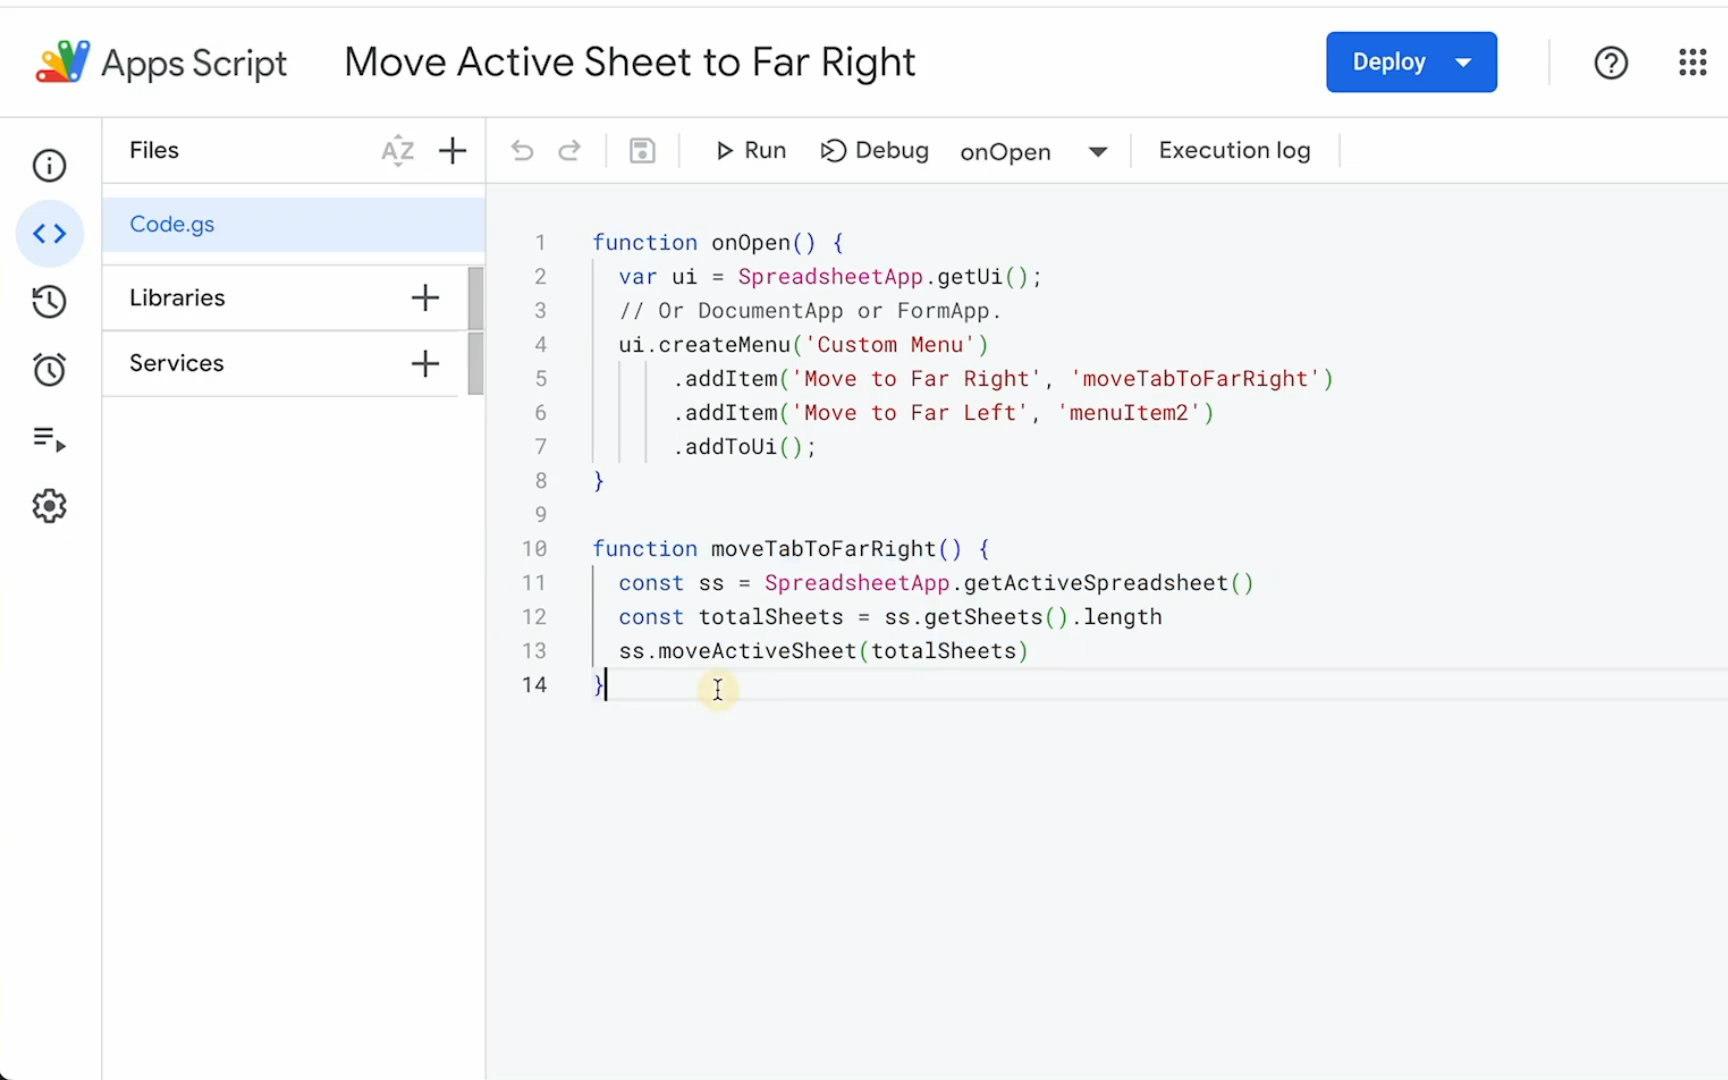 Apps Script
Move Active Sheet to Far Right
Deploy
Files
AZ
Run
Debug
onOpen
Execution log
Code.gs
Libraries
Services
1 function onOpen() {
2 var ui = SpreadsheetApp.getUi();
3 // Or DocumentApp or FormApp.
4 ui.createMenu('Custom Menu')
5 .addItem('Move to Far Right', 'moveTabToFarRight')
6 .addItem('Move to Far Left', 'menuItem2')
7 .addToUi();
8 }
9
10 function moveTabToFarRight() {
11 const ss = SpreadsheetApp.getActiveSpreadsheet()
12 const totalSheets = ss.getSheets().length
13 ss.moveActiveSheet(totalSheets)
14 }